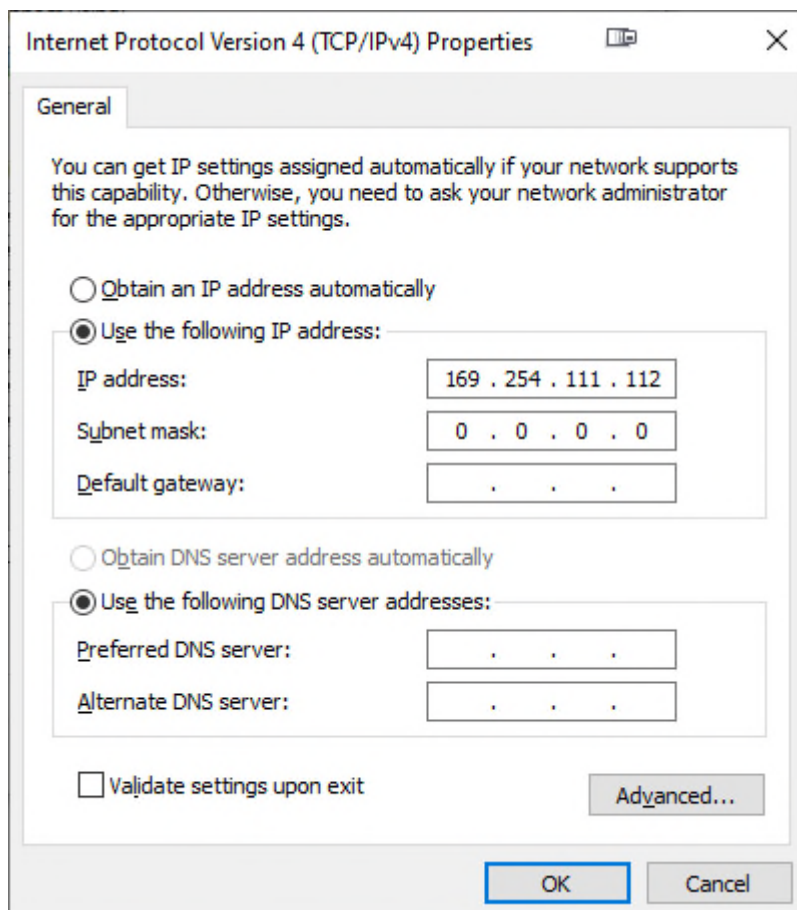 Internet Protocol Version 4 (TCP/IPv4) Properties
General
You can get IP settings assigned automatically if your network supports
this capability. Otherwise, you need to ask your network administrator
for the appropriate IP settings.
Obtain an IP address automatically
Use the following IP address:
IP address: 169 . 254 . 111 . 112
Subnet mask: 0 . 0 . 0 . 0
Default gateway: . . .
Obtain DNS server address automatically
Use the following DNS server addresses:
Preferred DNS server: . . .
Alternate DNS server: . . .
Validate settings upon exit
Advanced...
OK Cancel